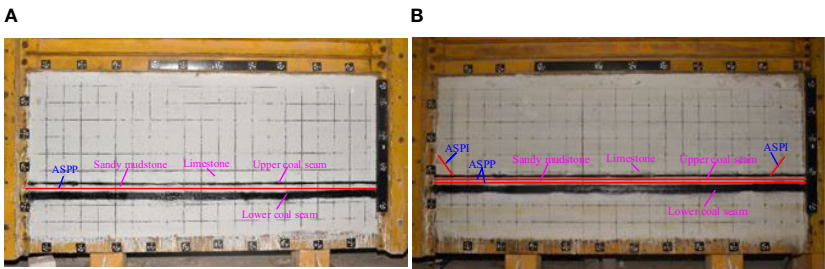 A
B
ASPP
Sandy mudstone
Limestone
Upper coal seam
Lower coal seam
ASPI
ASPP
Sandy mudstone
Limestone
Upper coal seam
ASPI
Lower coal seam